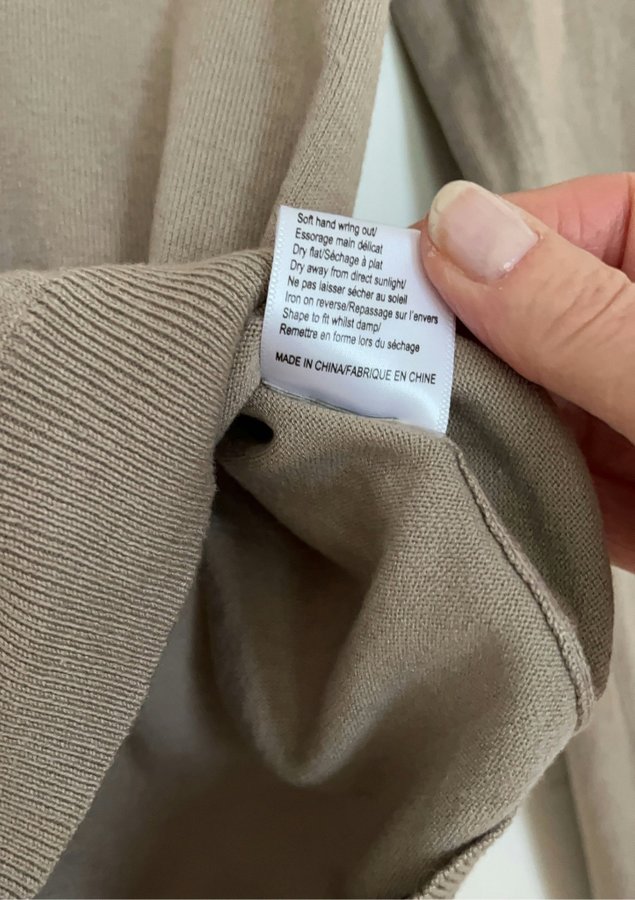 Soft hand wring out/
Essorage main délicat
Dry flat/Séchage à plat
Dry away from direct sunlight/
Ne pas laisser sécher au soleil
Iron on reverse/Repassage sur l'envers
Shape to fit whilst damp/
Remettre en forme lors du séchage
MADE IN CHINA/FABRIQUE EN CHINE